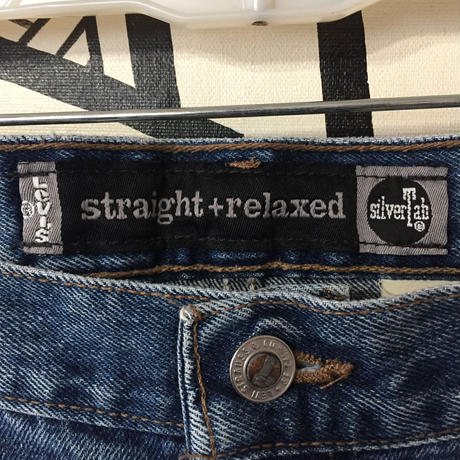 LEVI'S ®
straight+relaxed
silverTab ®